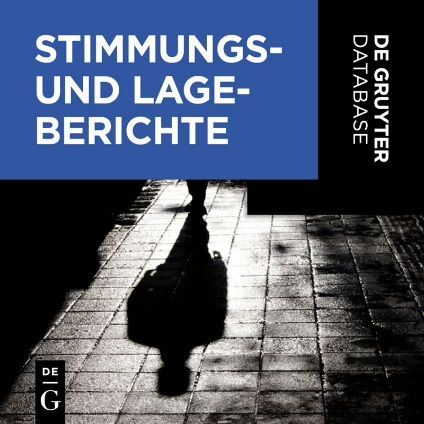 STIMMUNGS-
UND LAGE-
BERICHTE
DE GRUYTER
DATABASE
DE
G